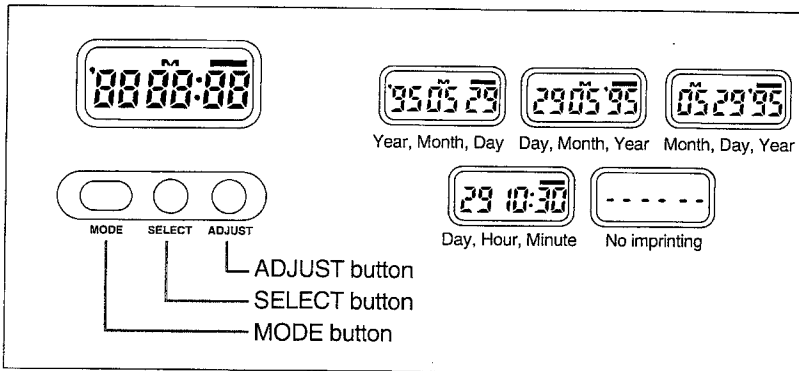 '88 M 88:88
'95 M 05 29
29 M 05 '95
M 05 29 '95
Year, Month, Day Day, Month, Year Month, Day, Year
29 10:30
- - - - - -
Day, Hour, Minute No imprinting
MODE SELECT ADJUST
ADJUST button
SELECT button
MODE button